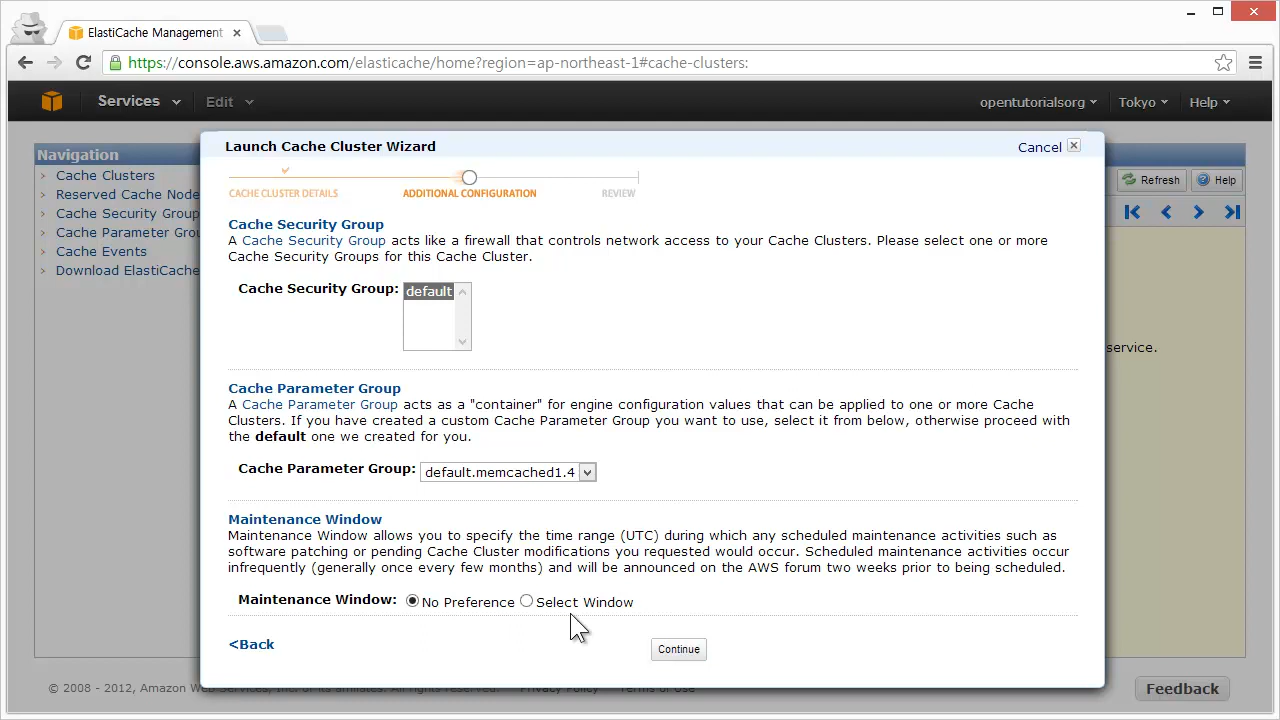 ElastiCache Management
https://console.aws.amazon.com/elasticache/home?region=ap-northeast-1#cache-clusters:
Services Edit opentutorialsorg Tokyo Help
Navigation
Cache Clusters
Reserved Cache Node
Cache Security Group
Cache Parameter Grou
Cache Events
Download ElastiCache
Refresh Help
service.
Launch Cache Cluster Wizard Cancel
CACHE CLUSTER DETAILS ADDITIONAL CONFIGURATION REVIEW
Cache Security Group
A Cache Security Group acts like a firewall that controls network access to your Cache Clusters. Please select one or more
Cache Security Groups for this Cache Cluster.
Cache Security Group: default
Cache Parameter Group
A Cache Parameter Group acts as a "container" for engine configuration values that can be applied to one or more Cache
Clusters. If you have created a custom Cache Parameter Group you want to use, select it from below, otherwise proceed with
the default one we created for you.
Cache Parameter Group: default.memcached1.4
Maintenance Window
Maintenance Window allows you to specify the time range (UTC) during which any scheduled maintenance activities such as
software patching or pending Cache Cluster modifications you requested would occur. Scheduled maintenance activities occur
infrequently (generally once every few months) and will be announced on the AWS forum two weeks prior to being scheduled.
Maintenance Window: No Preference Select Window
<Back Continue
© 2008 - 2012, Amazon Web Services, Inc. or its affiliates. All rights reserved. Privacy Policy Terms of Use
Feedback